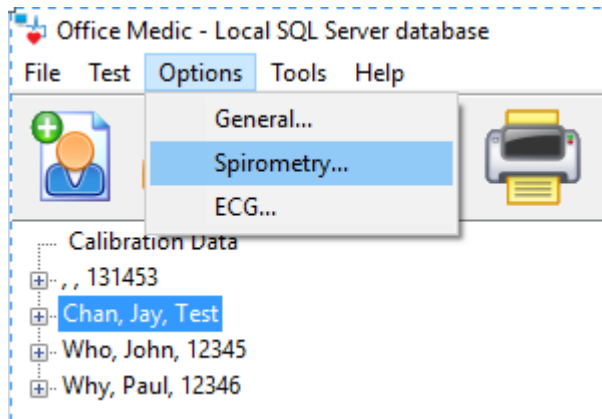 Office Medic - Local SQL Server database
File Test Options Tools Help
General...
Spirometry...
ECG...
Calibration Data
, , 131453
Chan, Jay, Test
Who, John, 12345
Why, Paul, 12346